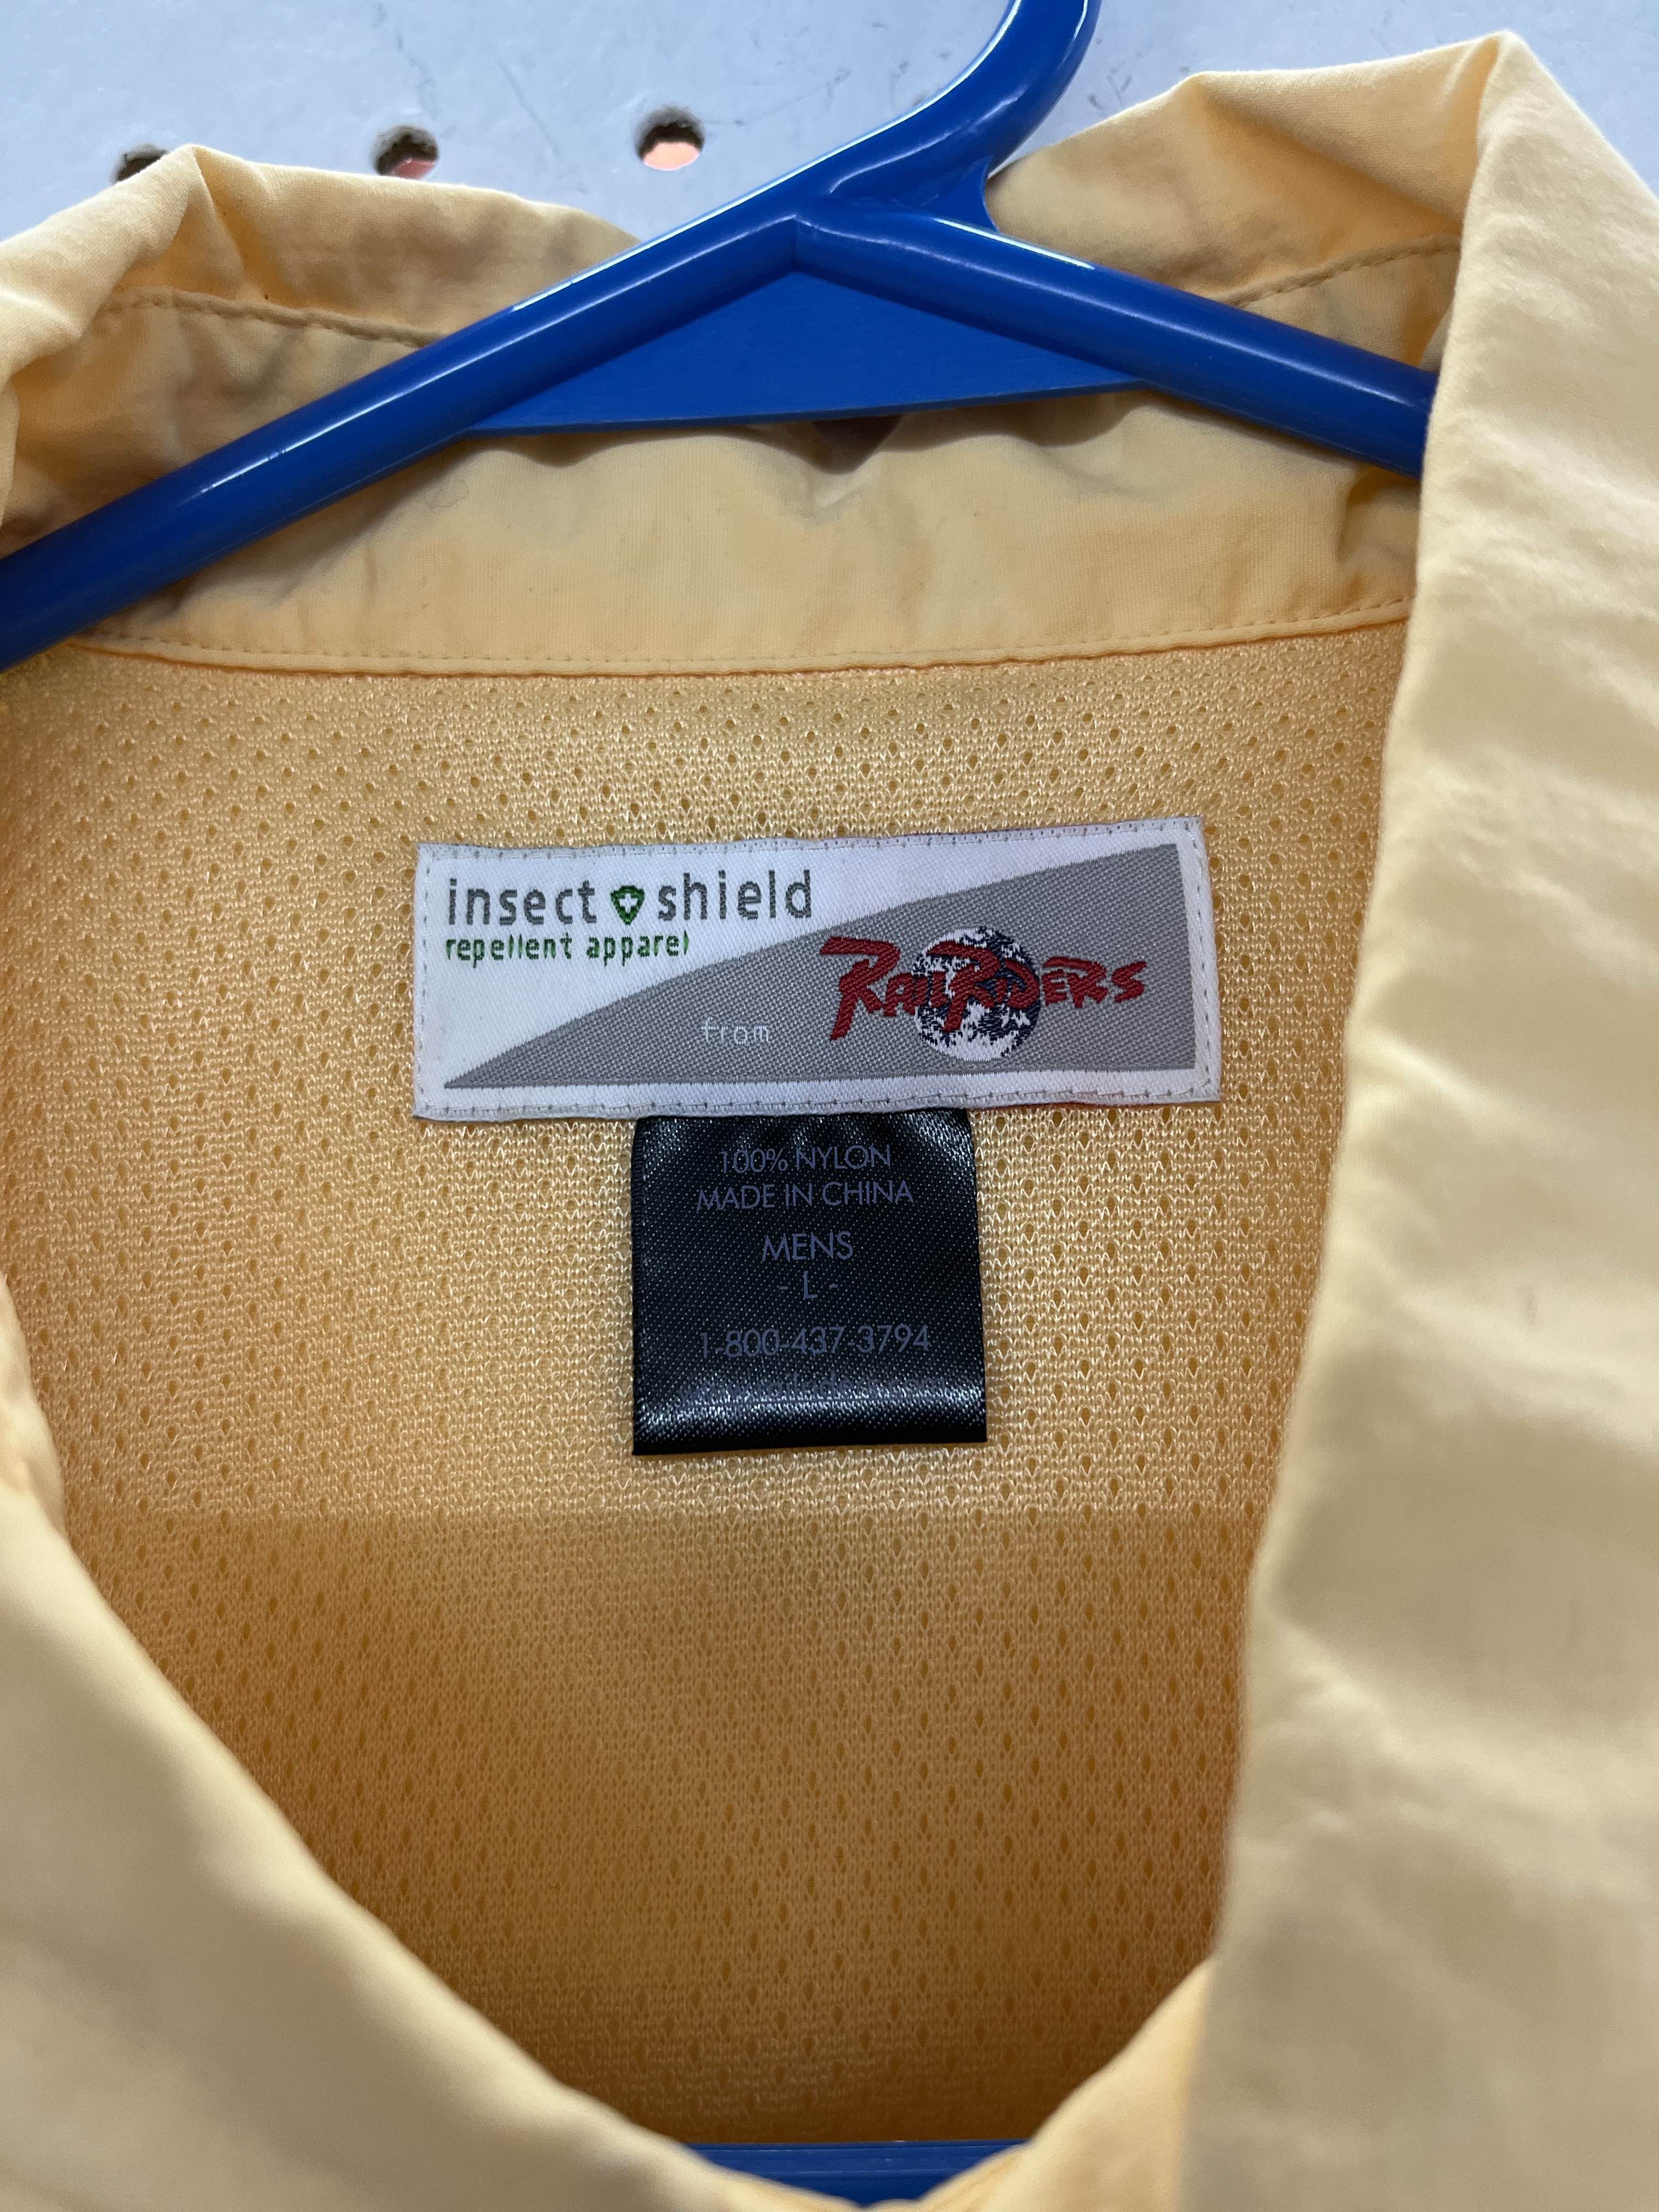 insect shield
repellent apparel
from RailRiders
100% NYLON
MADE IN CHINA
MENS
- L -
1-800-437-3794